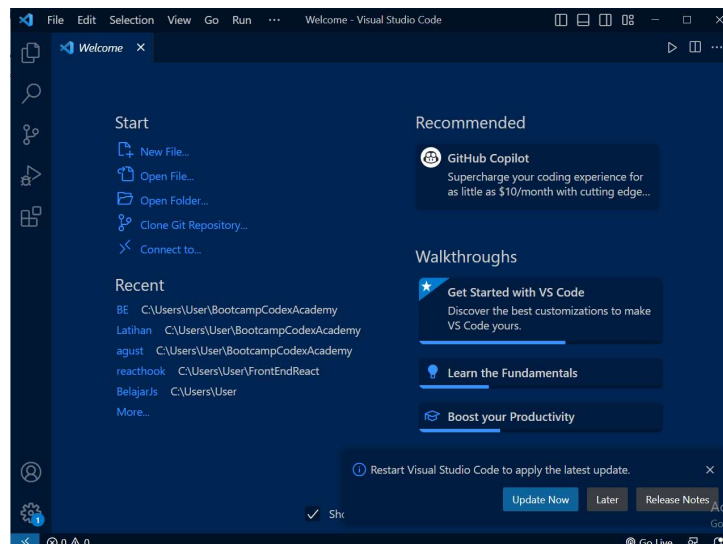 File Edit Selection View Go Run ··· Welcome - Visual Studio Code
Welcome
Start
New File...
Open File...
Open Folder...
Clone Git Repository...
Connect to...
Recent
BE C:\Users\User\BootcampCodexAcademy
Latihan C:\Users\User\BootcampCodexAcademy
agust C:\Users\User\BootcampCodexAcademy
reacthook C:\Users\User\FrontEndReact
BelajarJs C:\Users\User
More...
Recommended
GitHub Copilot
Supercharge your coding experience for
as little as $10/month with cutting edge...
Walkthroughs
Get Started with VS Code
Discover the best customizations to make
VS Code yours.
Learn the Fundamentals
Boost your Productivity
Restart Visual Studio Code to apply the latest update.
Update Now Later Release Notes
1
0 0 Go Live